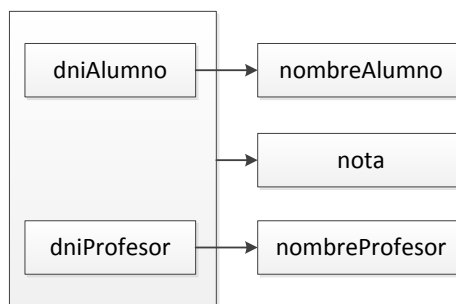 dniAlumno
nombreAlumno
nota
dniProfesor
nombreProfesor